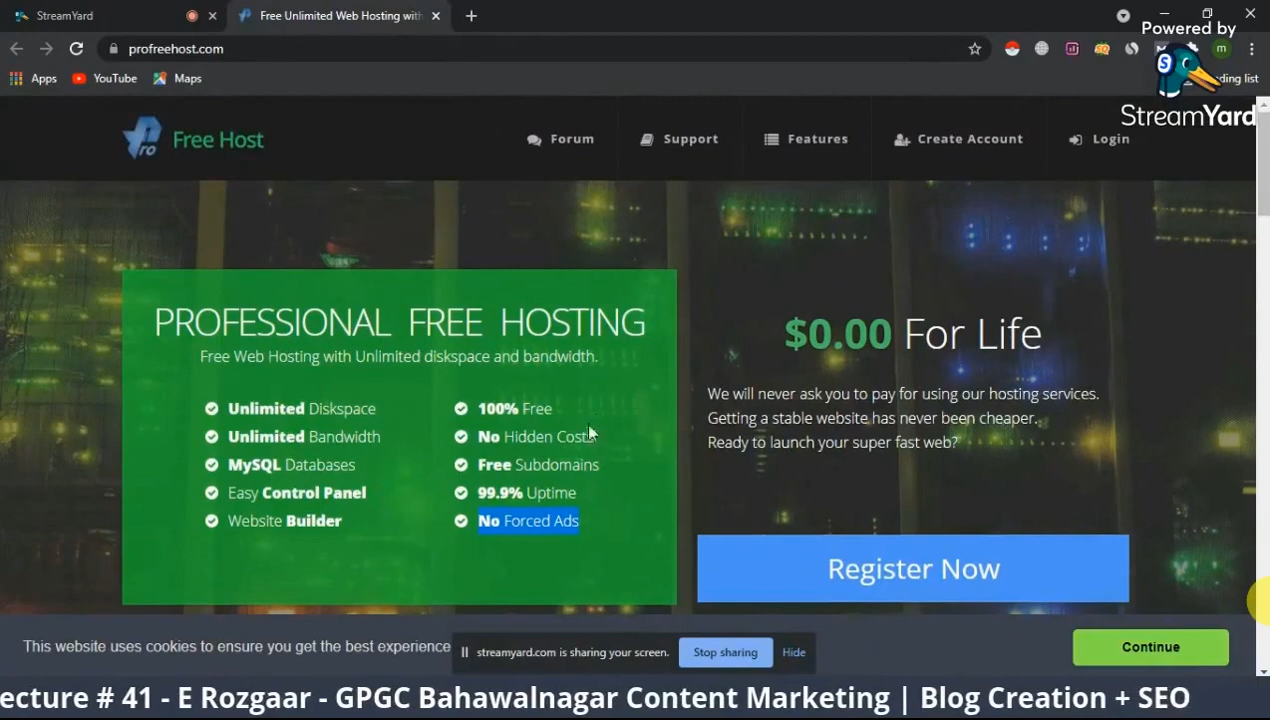 StreamYard
Free Unlimited Web Hosting with
Powered by
profreehost.com
m
Apps
YouTube
Maps
ding list
StreamYard
pro
Free Host
Forum
Support
Features
Create Account
Login
PROFESSIONAL FREE HOSTING
Free Web Hosting with Unlimited diskspace and bandwidth.
Unlimited Diskspace
Unlimited Bandwidth
MySQL Databases
Easy Control Panel
Website Builder
100% Free
No Hidden Costs
Free Subdomains
99.9% Uptime
No Forced Ads
$0.00 For Life
We will never ask you to pay for using our hosting services.
Getting a stable website has never been cheaper.
Ready to launch your super fast web?
Register Now
This website uses cookies to ensure you get the best experience
streamyard.com is sharing your screen.
Stop sharing
Hide
Continue
ecture # 41 - E Rozgaar - GPGC Bahawalnagar Content Marketing | Blog Creation + SEO